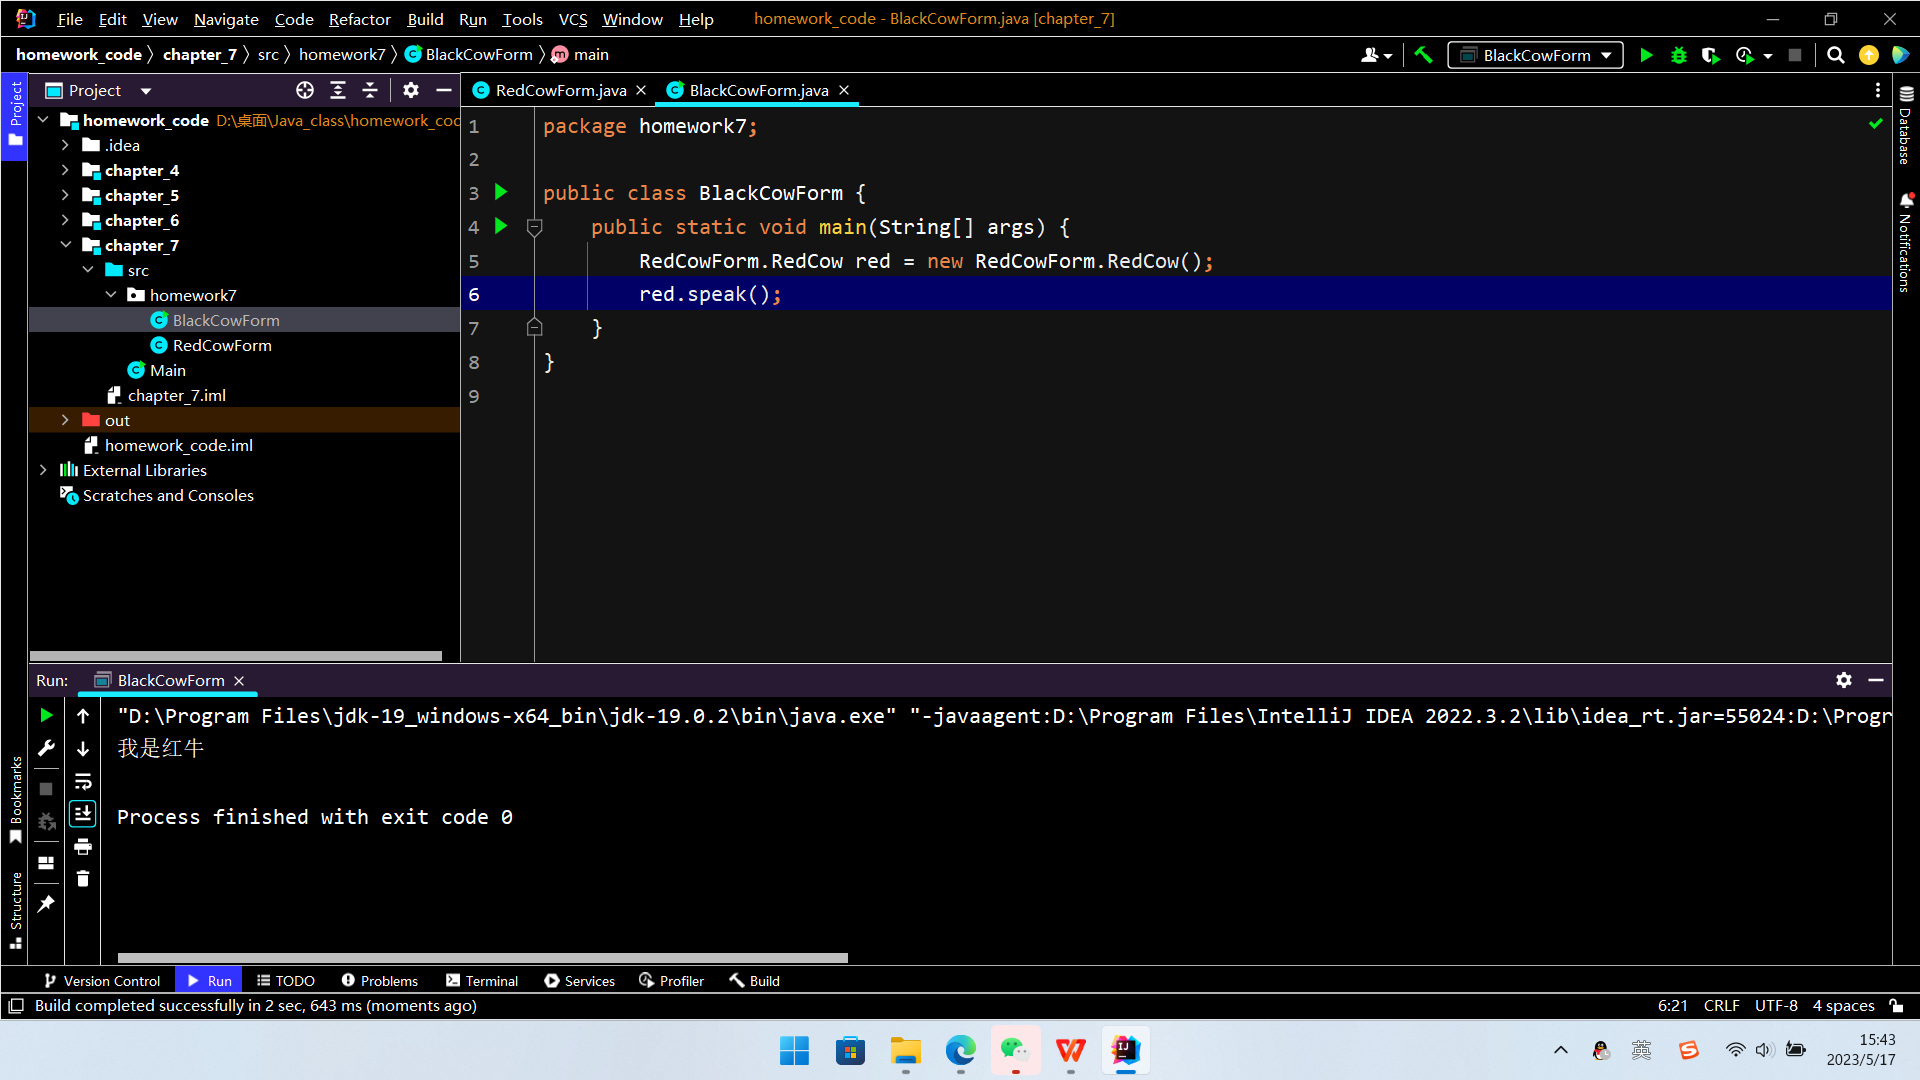 File Edit View Navigate Code Refactor Build Run Tools VCS Window Help homework_code - BlackCowForm.java [chapter_7]
homework_code chapter_7 src homework7 BlackCowForm main BlackCowForm
Project
RedCowForm.java BlackCowForm.java
Project
homework_code D:\桌面\Java_class\homework_coc
.idea
chapter_4
chapter_5
chapter_6
chapter_7
src
homework7
BlackCowForm
RedCowForm
Main
chapter_7.iml
out
homework_code.iml
External Libraries
Scratches and Consoles
1 package homework7;
2
3 public class BlackCowForm {
4 public static void main(String[] args) {
5 RedCowForm.RedCow red = new RedCowForm.RedCow();
6 red.speak();
7 }
8 }
9
Database
Notifications
Run: BlackCowForm
"D:\Program Files\jdk-19_windows-x64_bin\jdk-19.0.2\bin\java.exe" "-javaagent:D:\Program Files\IntelliJ IDEA 2022.3.2\lib\idea_rt.jar=55024:D:\Progr
我是红牛
Process finished with exit code 0
Bookmarks
Structure
Version Control Run TODO Problems Terminal Services Profiler Build
Build completed successfully in 2 sec, 643 ms (moments ago) 6:21 CRLF UTF-8 4 spaces
英
15:43
2023/5/17